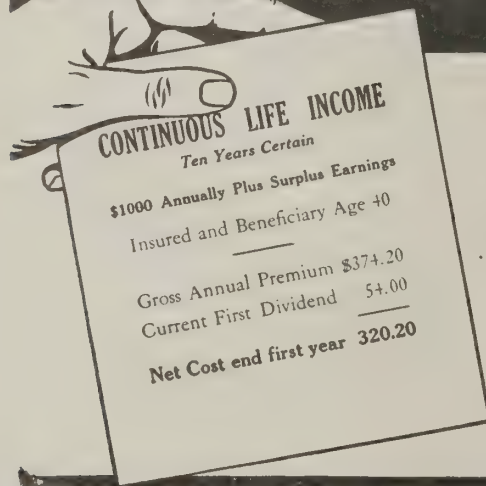 CONTINUOUS LIFE INCOME
Ten Years Certain
$1000 Annually Plus Surplus Earnings
Insured and Beneficiary Age 40
Gross Annual Premium $374.20
Current First Dividend 54.00
Net Cost end first year 320.20